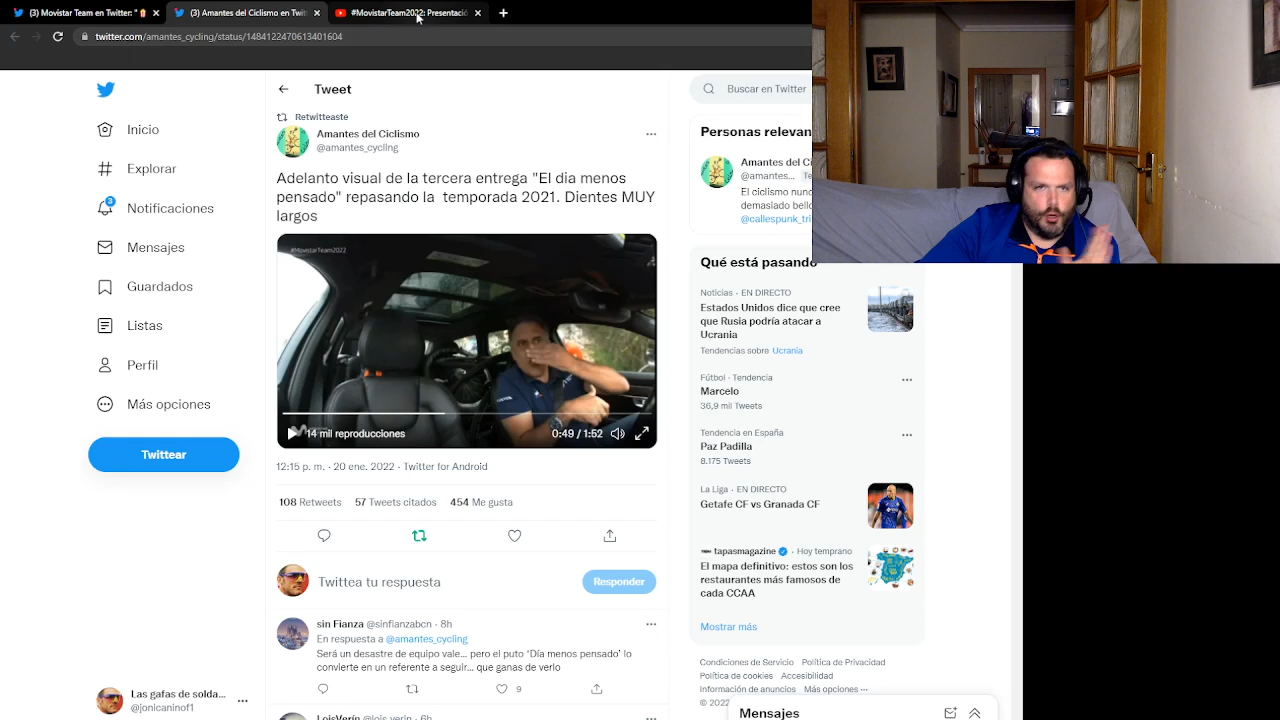 (3) Movistar Team en Twitter: "
(3) Amantes del Ciclismo en Twitt
#MovistarTeam2022: Presentació
twitter.com/amantes_cycling/status/1484122470613401604
Tweet
Buscar en Twitter
Inicio
Explorar
3
Notificaciones
Mensajes
Guardados
Listas
Perfil
Más opciones
Twittear
Las gafas de solda...
@jonicaninof1
Retwitteaste
Amantes del Ciclismo
@amantes_cycling
Adelanto visual de la tercera entrega "El dia menos
pensado" repasando la temporada 2021. Dientes MUY
largos
#MovistarTeam2022
14 mil reproducciones
0:49 / 1:52
12:15 p. m. · 20 ene. 2022 · Twitter for Android
108 Retweets 57 Tweets citados 454 Me gusta
Twittea tu respuesta
Responder
sin Fianza @sinfianzabcn · 8h
En respuesta a @amantes_cycling
Será un desastre de equipo vale... pero el puto 'Día menos pensado' lo
convierte en un referente a seguir... que ganas de verlo
9
LoisVerín @lois_verin · 6h
Personas relevan
Amantes del Ci
@amantes...
El ciclismo nunc
demasiado bello
@callespunk_tri
Qué está pasando
Noticias · EN DIRECTO
Estados Unidos dice que cree
que Rusia podría atacar a
Ucrania
Tendencias sobre Ucrania
Fútbol · Tendencia
Marcelo
36,9 mil Tweets
Tendencia en España
Paz Padilla
8.175 Tweets
La Liga · EN DIRECTO
Getafe CF vs Granada CF
tapasmagazine · Hoy temprano
El mapa definitivo: estos son los
restaurantes más famosos de
cada CCAA
Mostrar más
Condiciones de Servicio Política de Privacidad
Política de cookies Accesibilidad
Información de anuncios Más opciones ···
© 2022
Mensajes